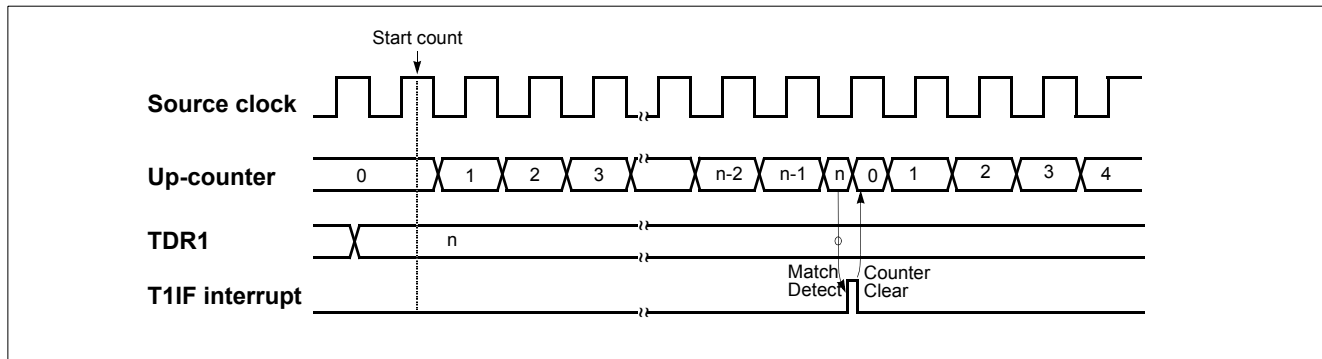 Start count
Source clock
Up-counter
0 1 2 3 n-2 n-1 n 0 1 2 3 4
TDR1
n
Match Detect
Counter Clear
T1IF interrupt